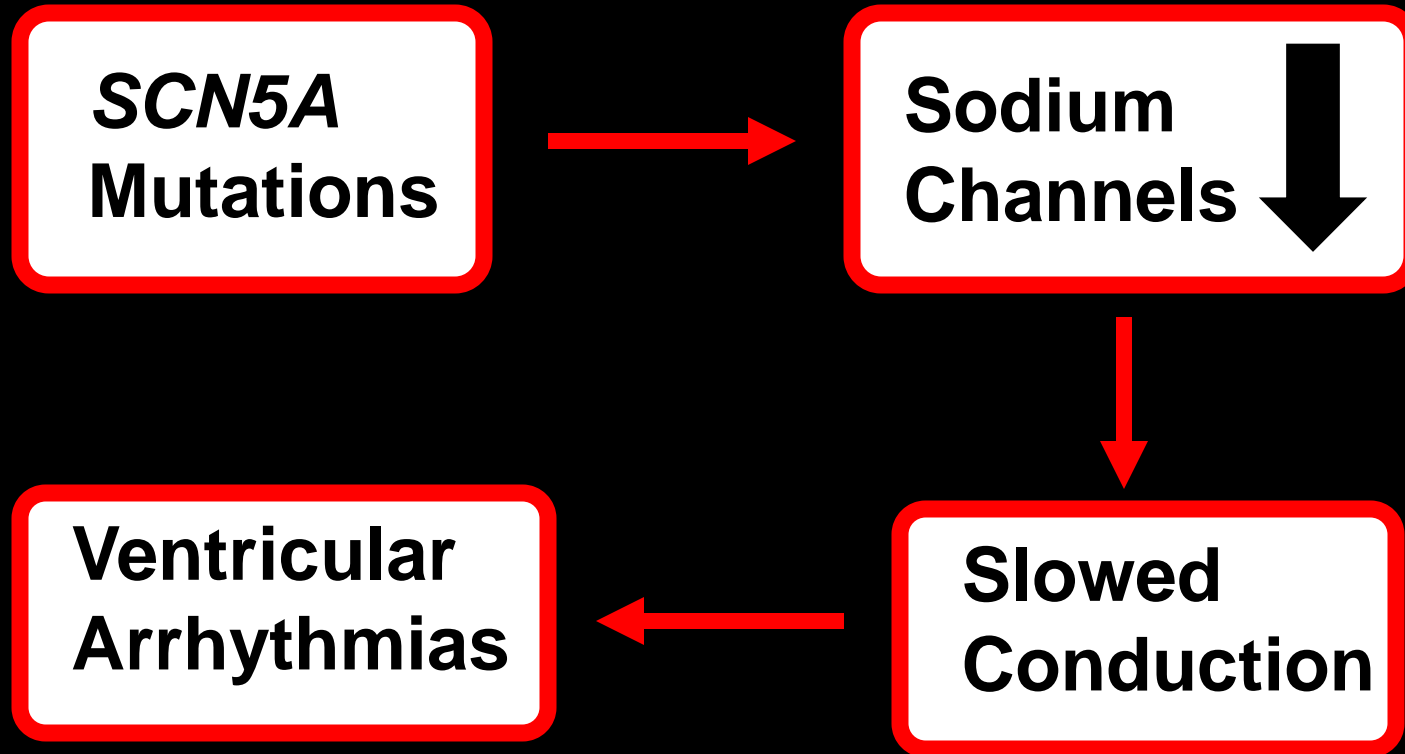 SCN5A
Mutations
Sodium
Channels
Slowed
Conduction
Ventricular
Arrhythmias